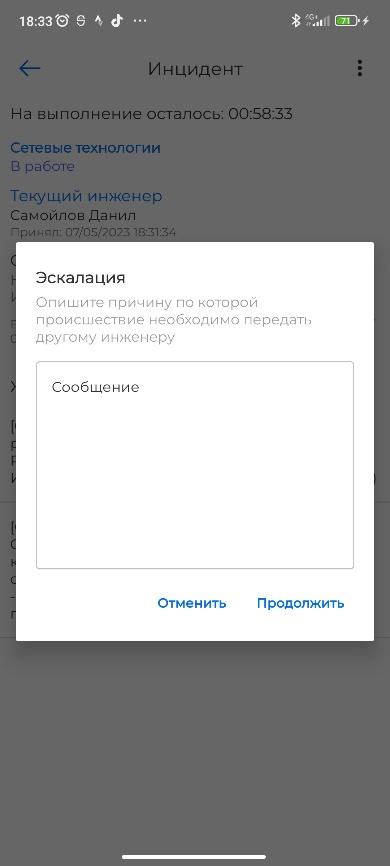 18:33
4G+
71
Инцидент
На выполнение осталось: 00:58:33
Сетевые технологии
В работе
Текущий инженер
Самойлов Данил
Принял: 07/05/2023 18:31:34
Эскалация
Опишите причину по которой
происшествие необходимо передать
другому инженеру
Сообщение
Отменить
Продолжить